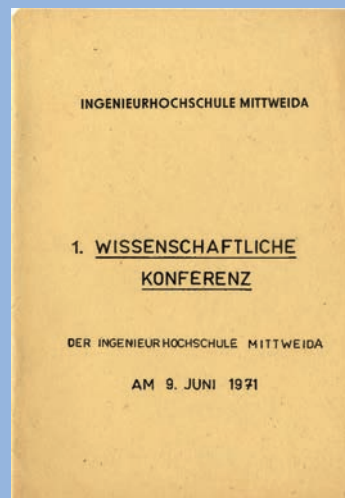 INGENIEURHOCHSCHULE MITTWEIDA
1. WISSENSCHAFTLICHE
KONFERENZ
DER INGENIEURHOCHSCHULE MITTWEIDA
AM 9. JUNI 1971